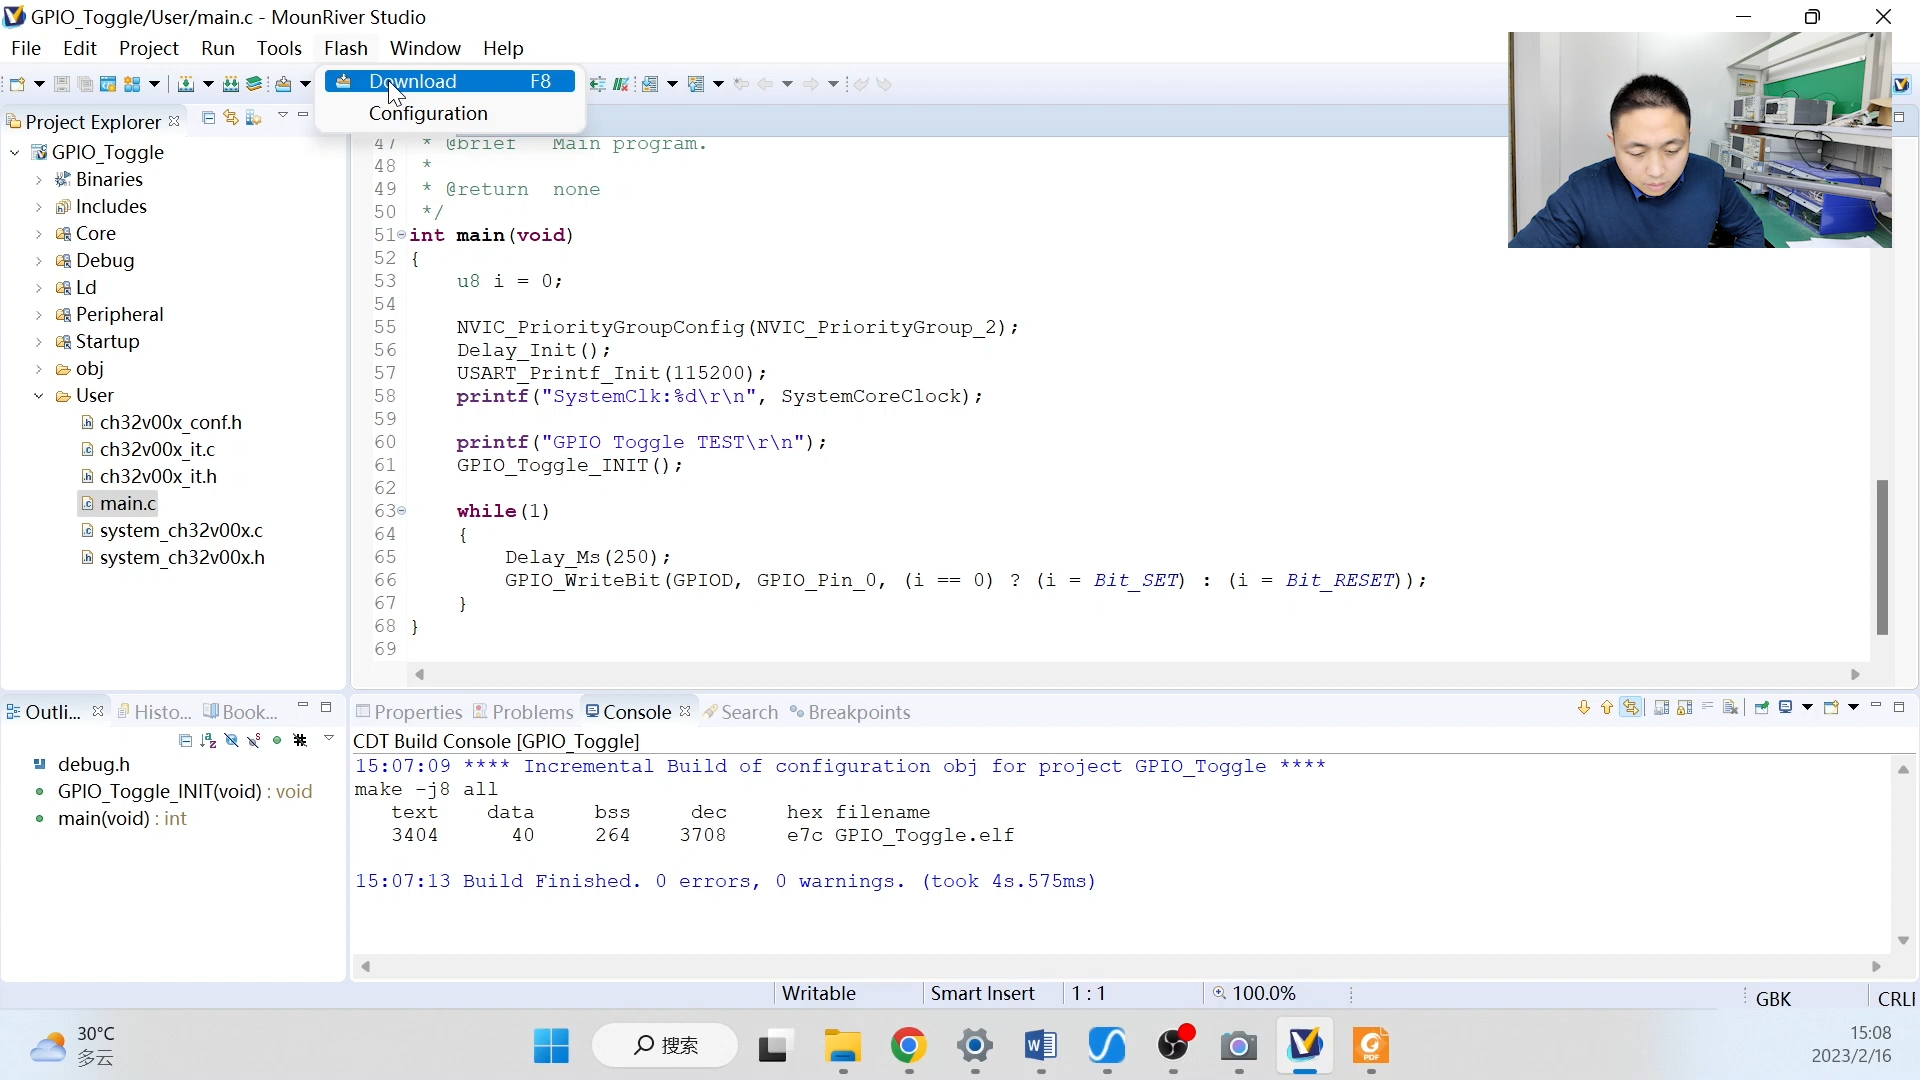 GPIO_Toggle/User/main.c - MounRiver Studio
File Edit Project Run Tools Flash Window Help
Download F8
Configuration
Project Explorer
GPIO_Toggle
Binaries
Includes
Core
Debug
Ld
Peripheral
Startup
obj
User
ch32v00x_conf.h
ch32v00x_it.c
ch32v00x_it.h
main.c
system_ch32v00x.c
system_ch32v00x.h
47 * @brief Main program.
48 *
49 * @return none
50 */
51 int main(void)
52 {
53 u8 i = 0;
54
55 NVIC_PriorityGroupConfig(NVIC_PriorityGroup_2);
56 Delay_Init();
57 USART_Printf_Init(115200);
58 printf("SystemClk:%d\r\n", SystemCoreClock);
59
60 printf("GPIO Toggle TEST\r\n");
61 GPIO_Toggle_INIT();
62
63 while(1)
64 {
65 Delay_Ms(250);
66 GPIO_WriteBit(GPIOD, GPIO_Pin_0, (i == 0) ? (i = Bit_SET) : (i = Bit_RESET));
67 }
68 }
69
Outli... Histo... Book...
debug.h
GPIO_Toggle_INIT(void) : void
main(void) : int
Properties Problems Console Search Breakpoints
CDT Build Console [GPIO_Toggle]
15:07:09 **** Incremental Build of configuration obj for project GPIO_Toggle ****
make -j8 all
text data bss dec hex filename
3404 40 264 3708 e7c GPIO_Toggle.elf
15:07:13 Build Finished. 0 errors, 0 warnings. (took 4s.575ms)
Writable Smart Insert 1 : 1 100.0% GBK CRLF
30°C
多云
搜索
PDF
15:08
2023/2/16